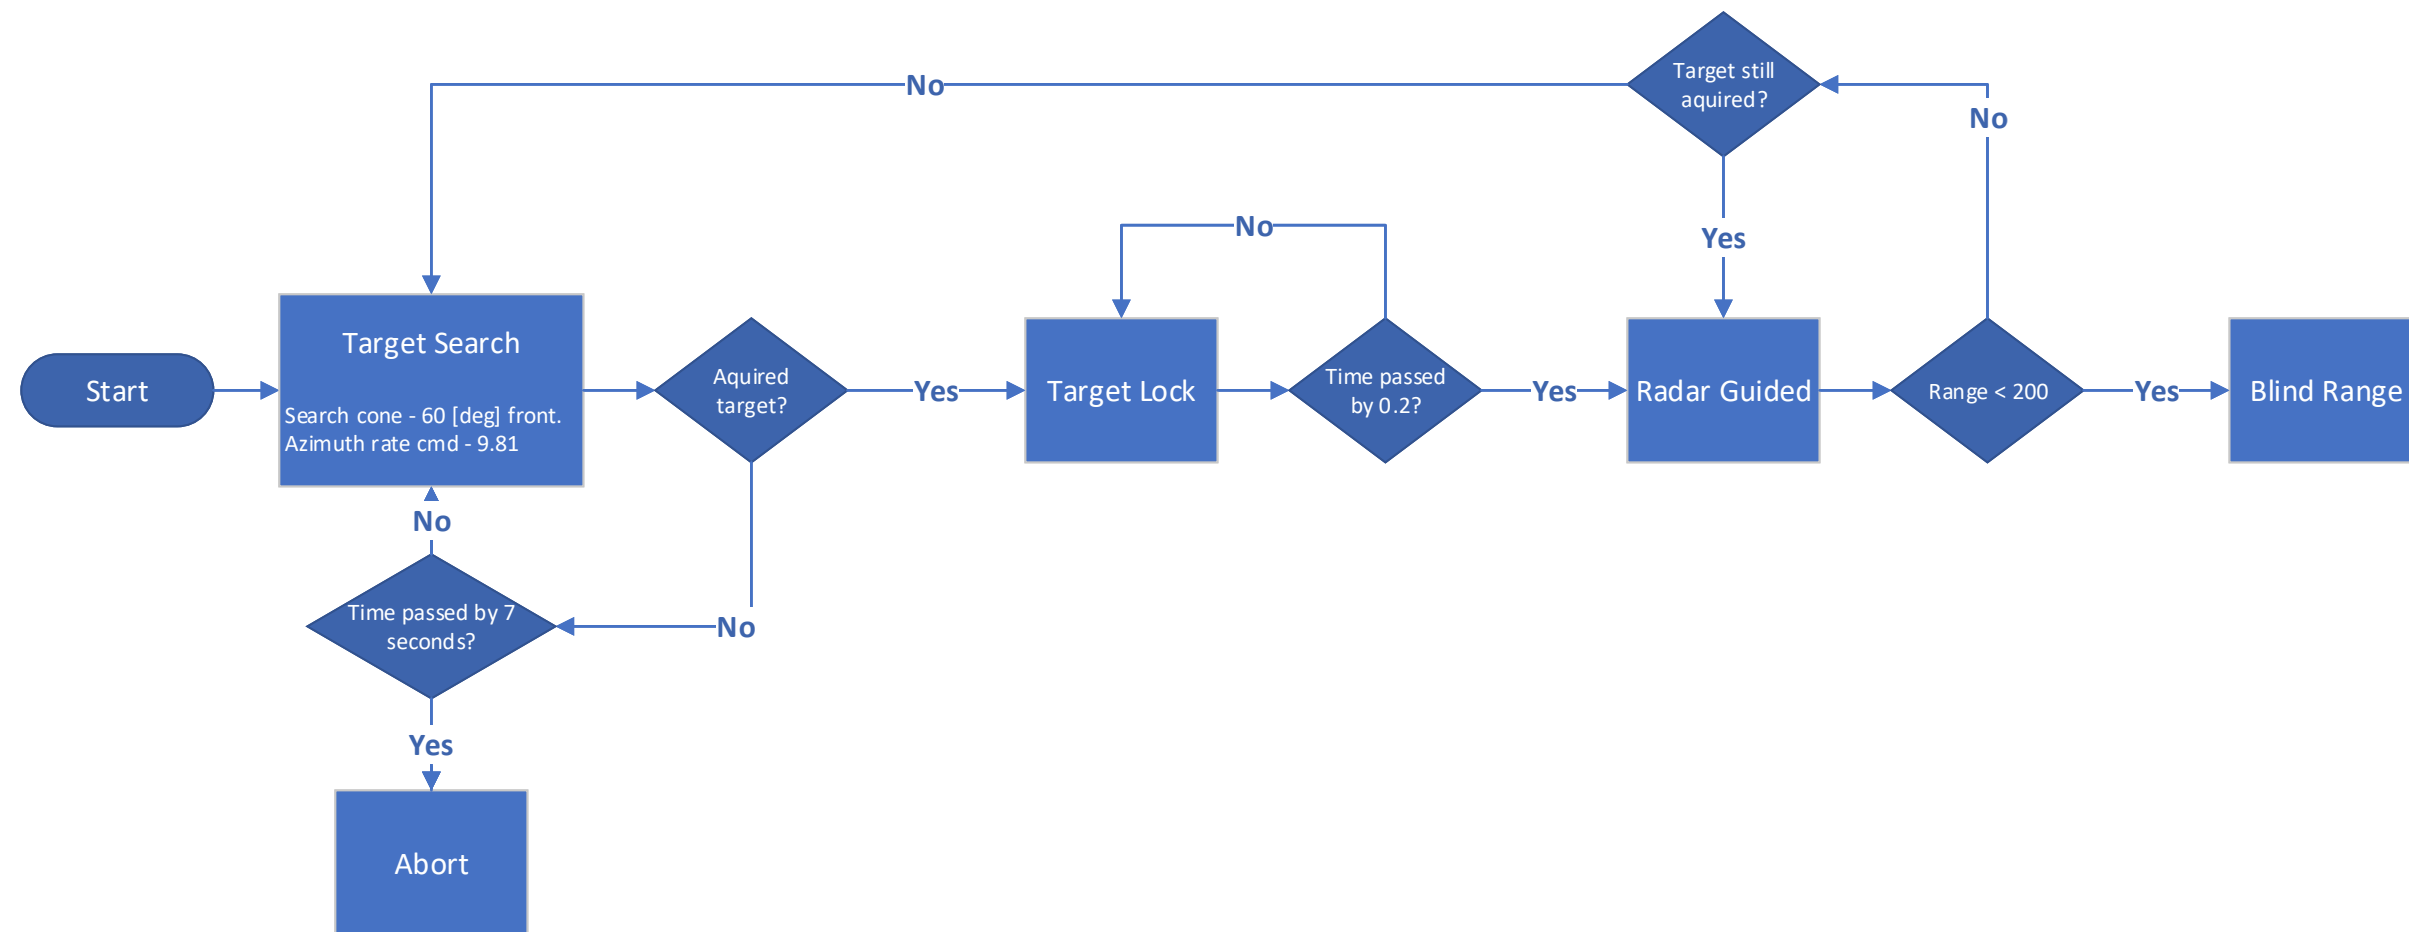 Target still
aquired?
No
No
No
Yes
Target Search
Start
Search cone - 60 [deg] front.
Azimuth rate cmd - 9.81
Aquired
target?
Yes
Target Lock
Time passed
by 0.2?
Yes
Radar Guided
Range < 200
Yes
Blind Range
No
Time passed by 7
seconds?
No
Yes
Abort